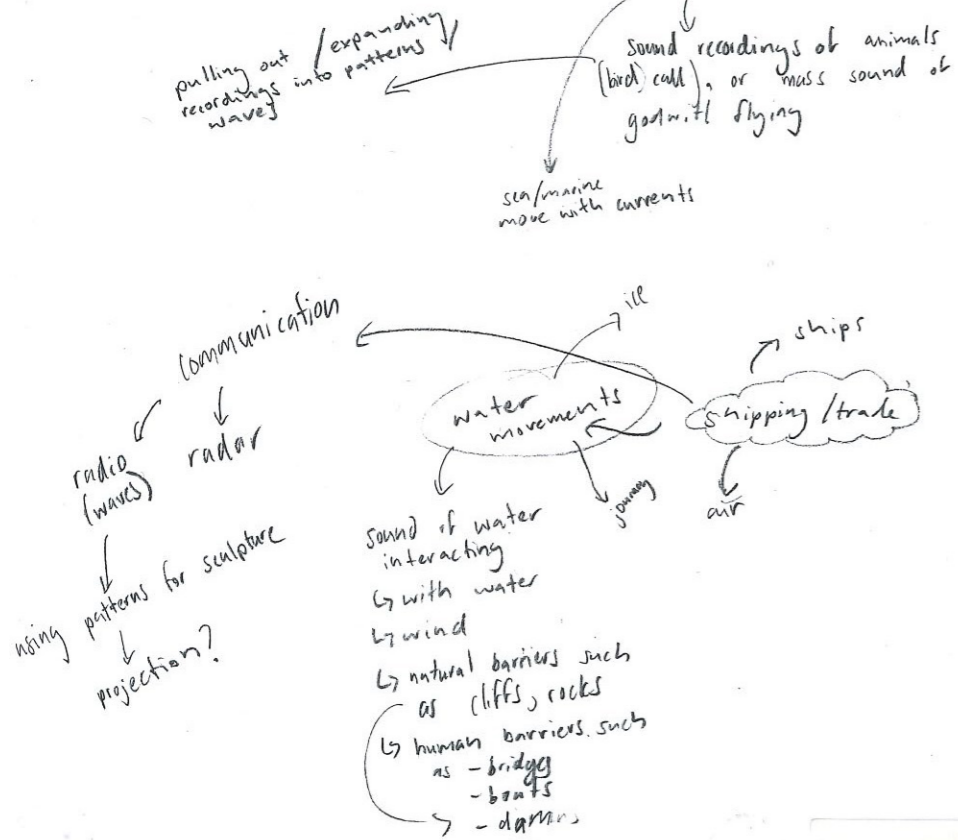 pulling out /expanding
recordings into patterns
waves
sound recordings of animals
(bird) call), or mass sound of
godwitl flying
sea/marine
move with currents
communication
radio
(waves)
radar
using patterns for sculpture
projection?
water
movements
ice
journey
shipping/trade
ships
air
sound of water
interacting
↳ with water
↳ wind
↳ natural barriers such
as cliffs, rocks
↳ human barriers such
as - bridges
- boats
- damns